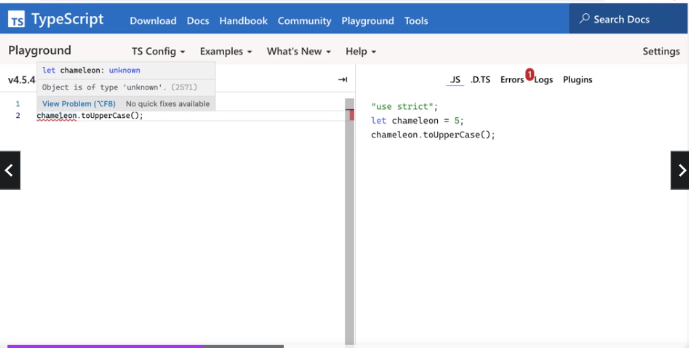 TS TypeScript Download Docs Handbook Community Playground Tools Search Docs
Playground TS Config Examples What's New Help Settings
v4.5.4
let chameleon: unknown
Object is of type 'unknown'. (2571)
View Problem (⌥F8) No quick fixes available
1
2 chameleon.toUpperCase();
.JS .D.TS Errors 1 Logs Plugins
"use strict";
let chameleon = 5;
chameleon.toUpperCase();